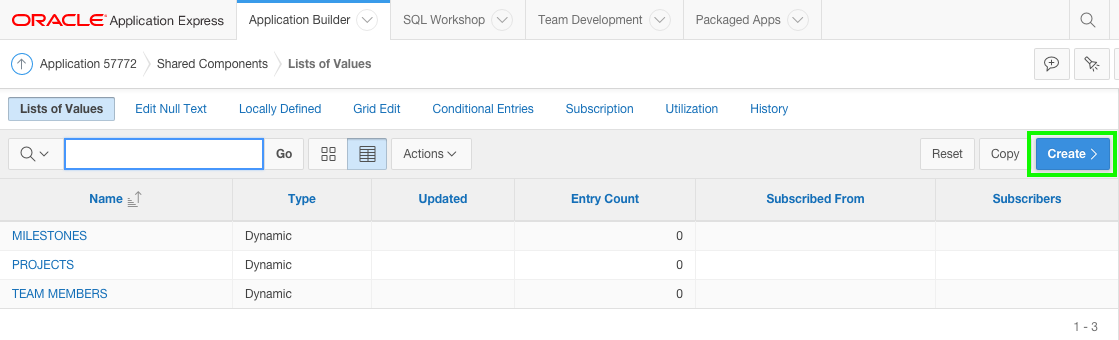 ORACLE Application Express Application Builder SQL Workshop Team Development Packaged Apps
Application 57772 Shared Components Lists of Values
Lists of Values Edit Null Text Locally Defined Grid Edit Conditional Entries Subscription Utilization History
Go Actions Reset Copy Create
Name Type Updated Entry Count Subscribed From Subscribers
MILESTONES Dynamic 0
PROJECTS Dynamic 0
TEAM MEMBERS Dynamic 0
1 - 3